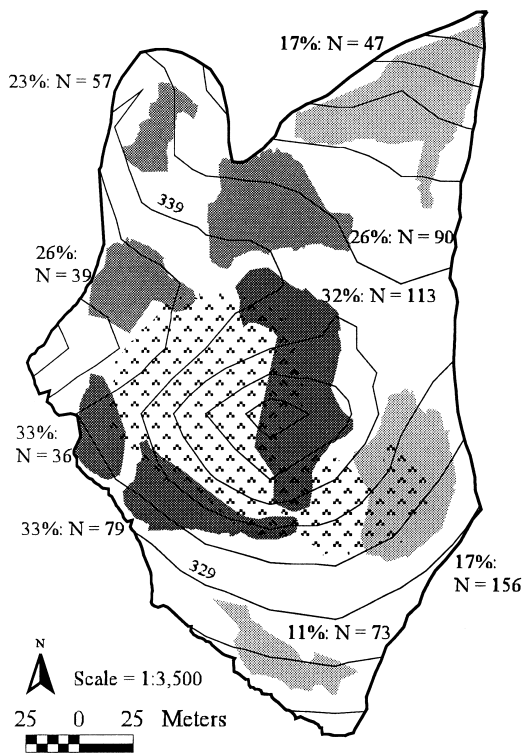 17%: N = 47
23%: N = 57
339
26%: N = 90
26%:
N = 39
32%: N = 113
33%:
N = 36
33%: N = 79
329
17%:
N = 156
11%: N = 73
N
Scale = 1:3,500
25 0 25 Meters